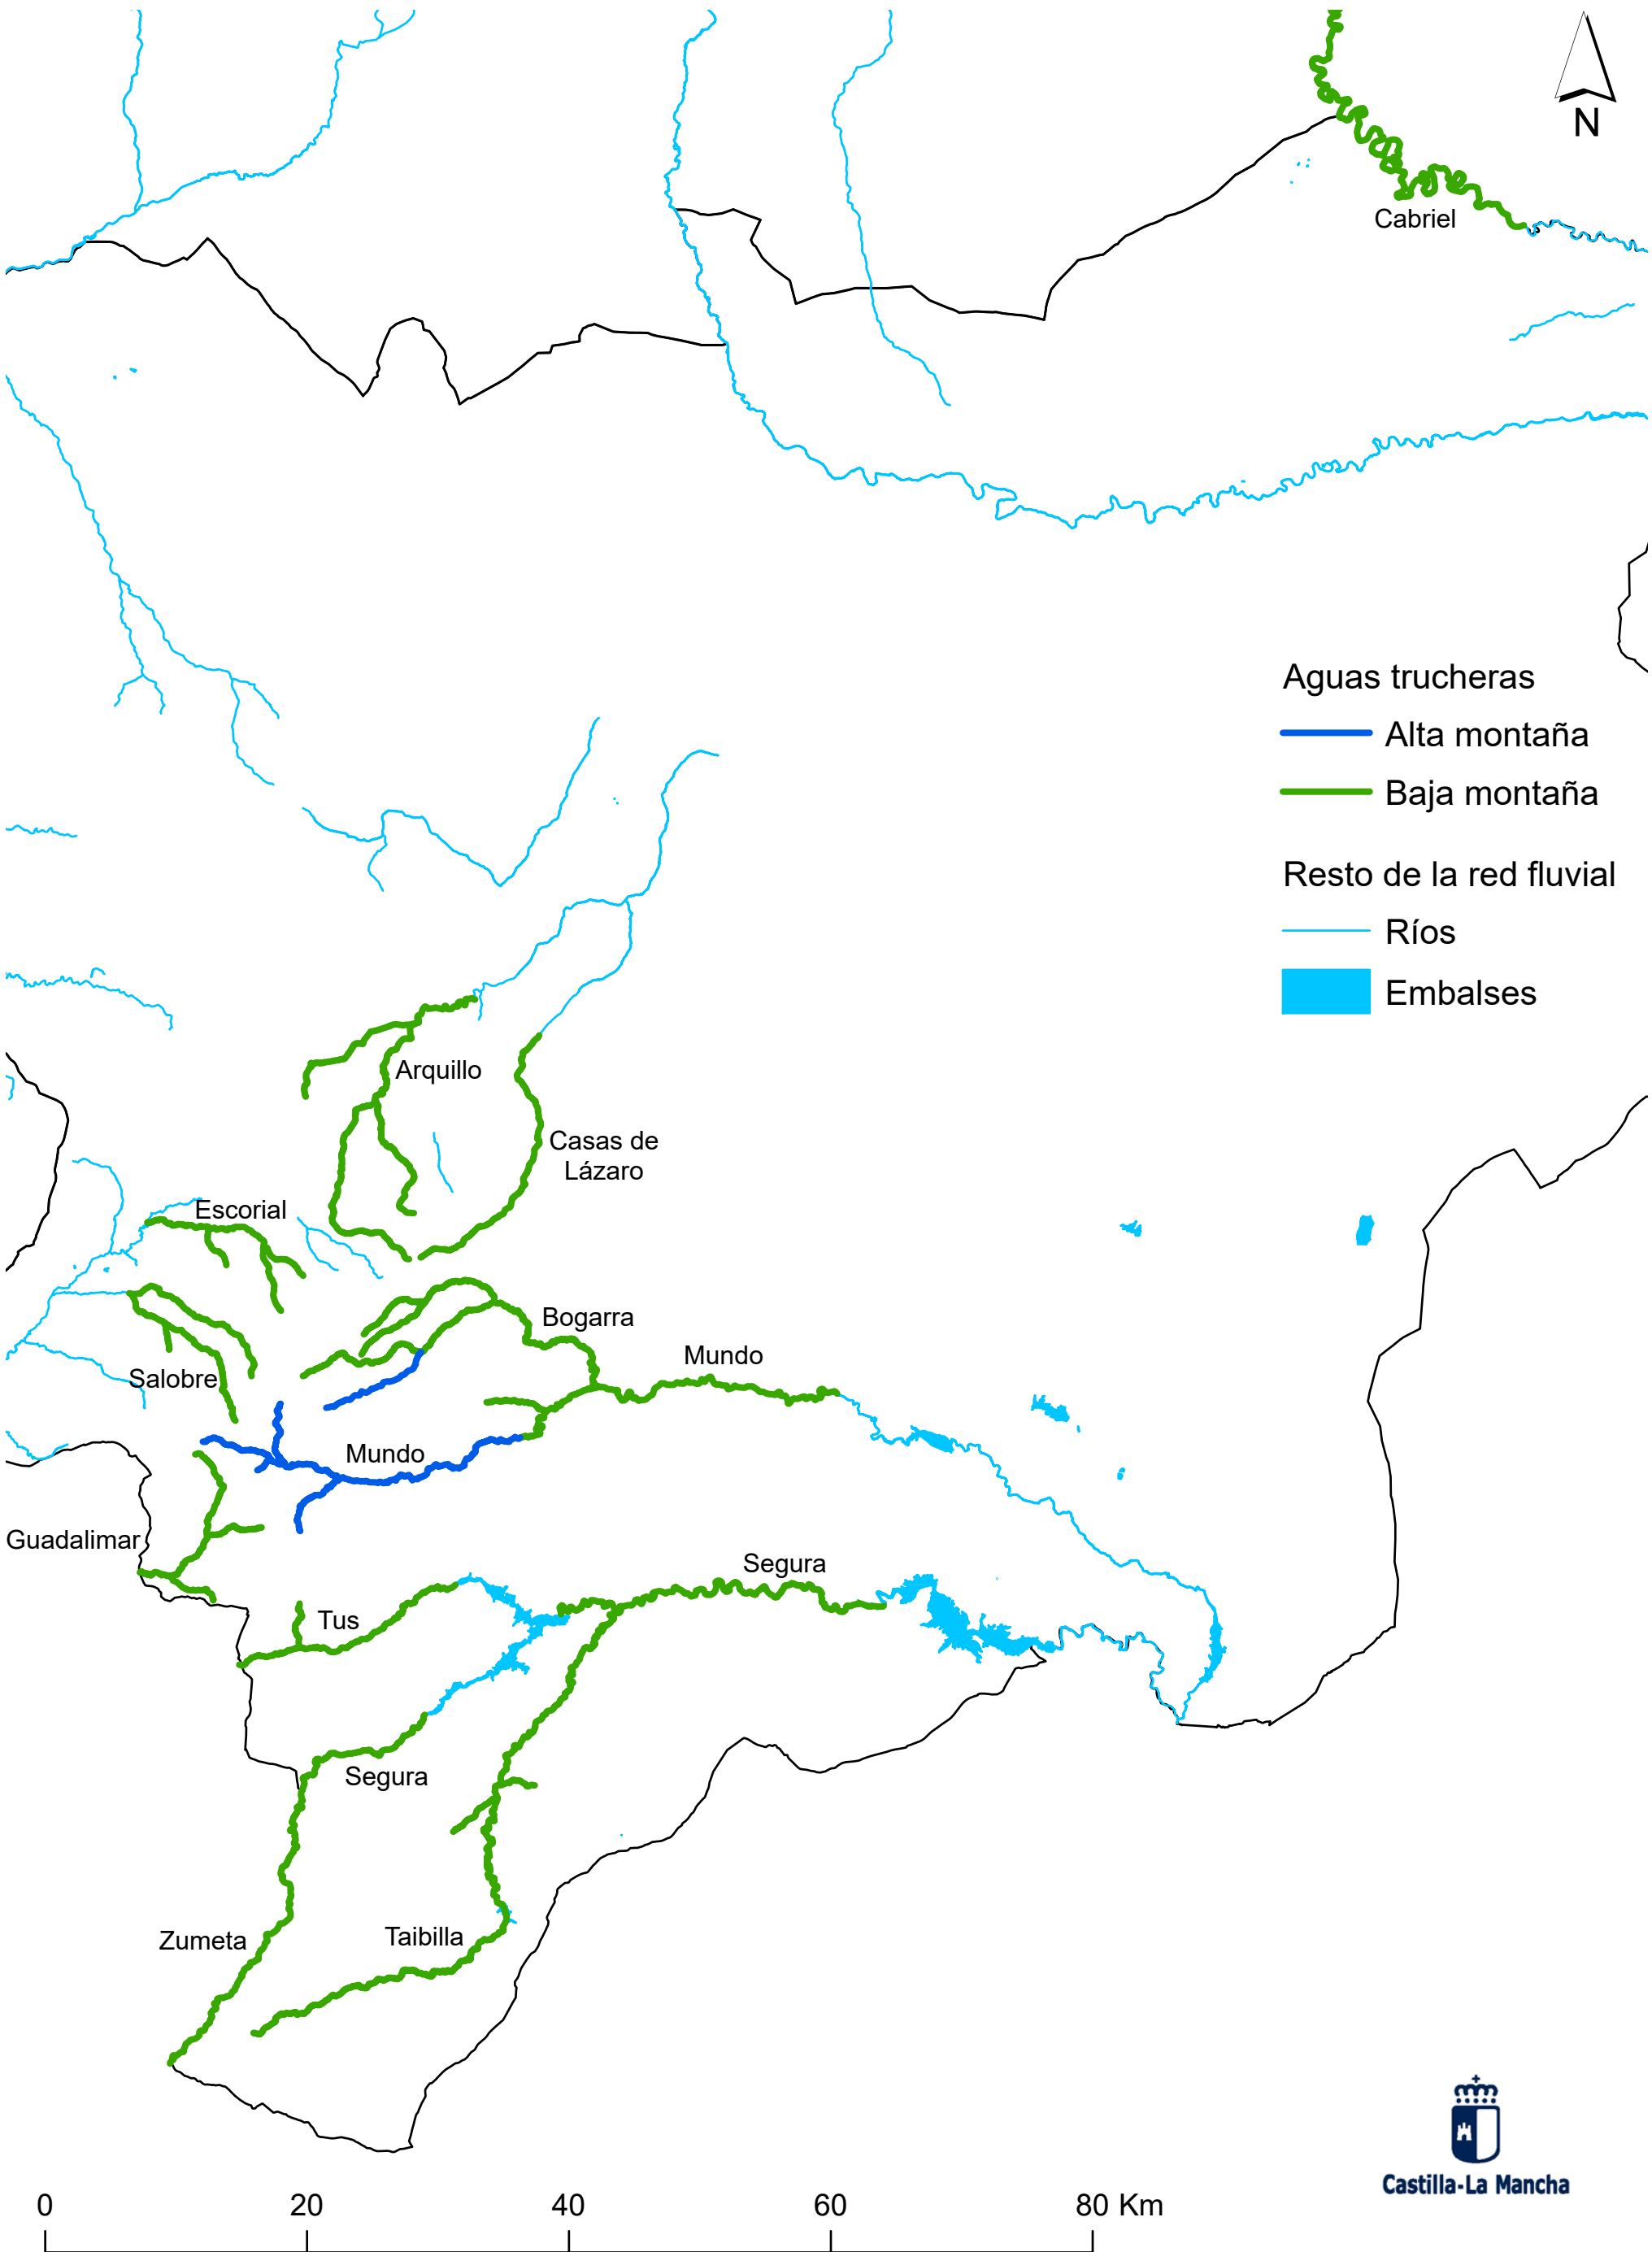 N
Cabriel
Aguas trucheras
Alta montaña
Baja montaña
Resto de la red fluvial
Ríos
Embalses
Arquillo
Casas de
Lázaro
Escorial
Bogarra
Mundo
Salobre
Mundo
Guadalimar
Segura
Tus
Segura
Zumeta
Taibilla
Castilla-La Mancha
0 20 40 60 80 Km